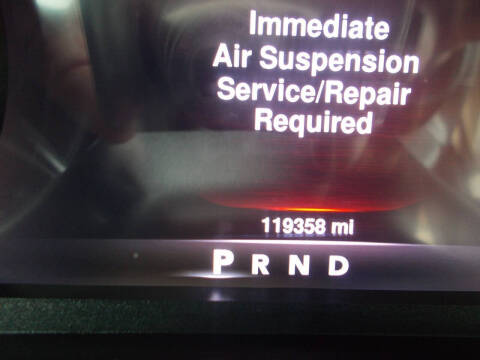 Immediate
Air Suspension
Service/Repair
Required
119358 mi
P R N D